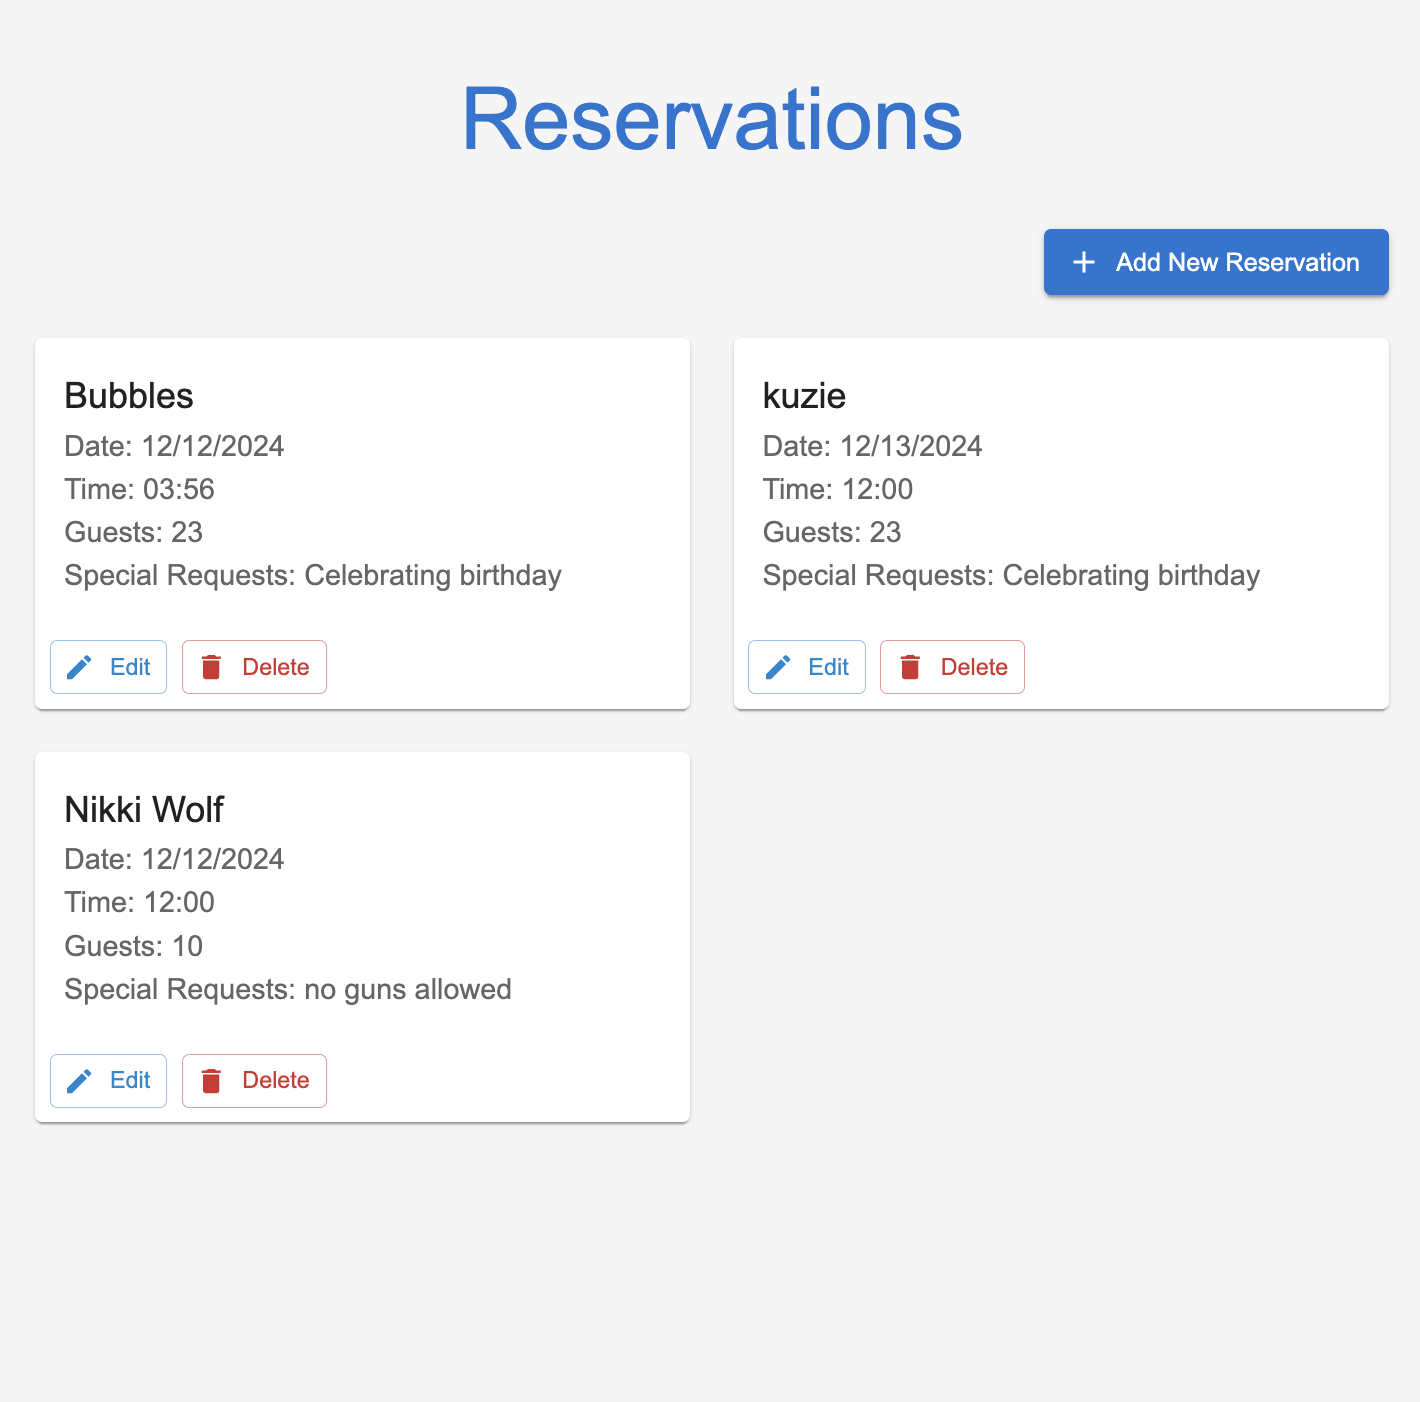 Reservations
Add New Reservation
Bubbles
Date: 12/12/2024
Time: 03:56
Guests: 23
Special Requests: Celebrating birthday
Edit Delete
kuzie
Date: 12/13/2024
Time: 12:00
Guests: 23
Special Requests: Celebrating birthday
Edit Delete
Nikki Wolf
Date: 12/12/2024
Time: 12:00
Guests: 10
Special Requests: no guns allowed
Edit Delete